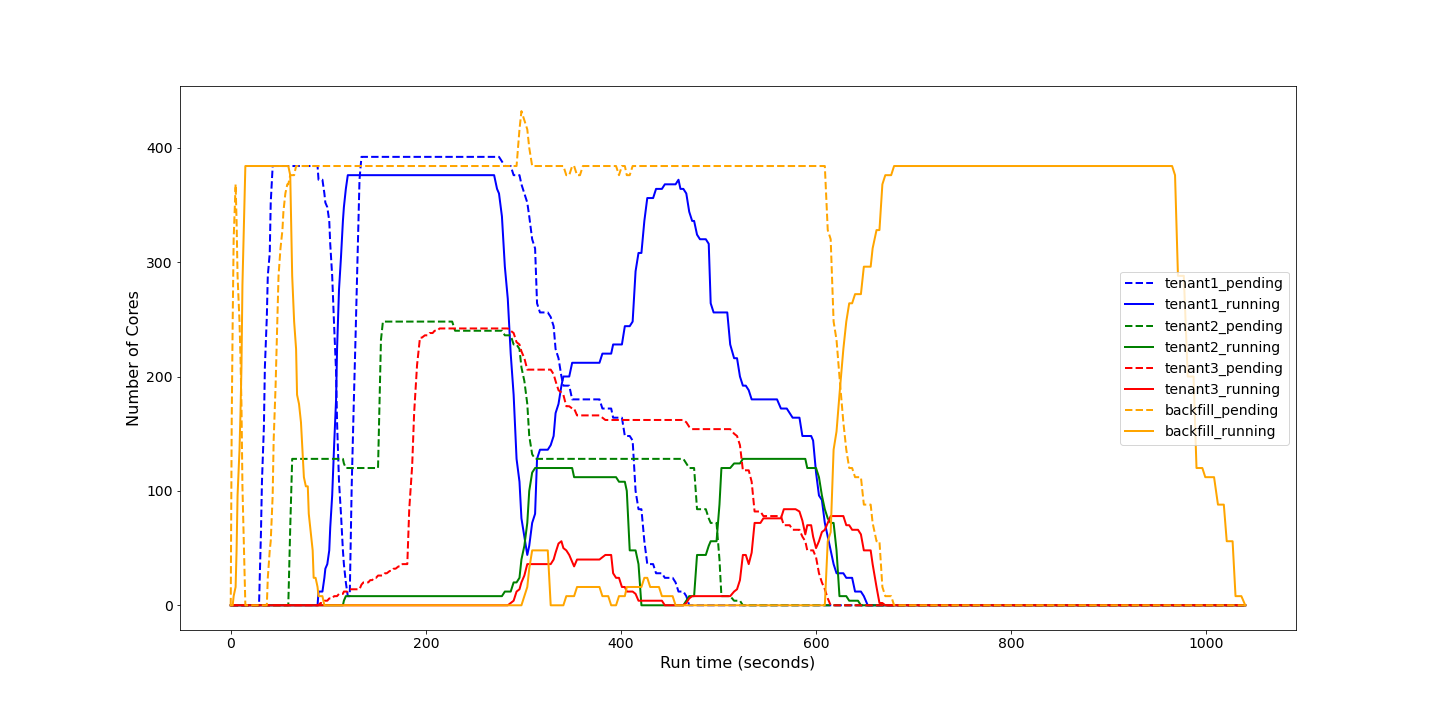 400
300
200
100
0
Number of Cores
0 200 400 600 800 1000
Run time (seconds)
tenant1_pending
tenant1_running
tenant2_pending
tenant2_running
tenant3_pending
tenant3_running
backfill_pending
backfill_running